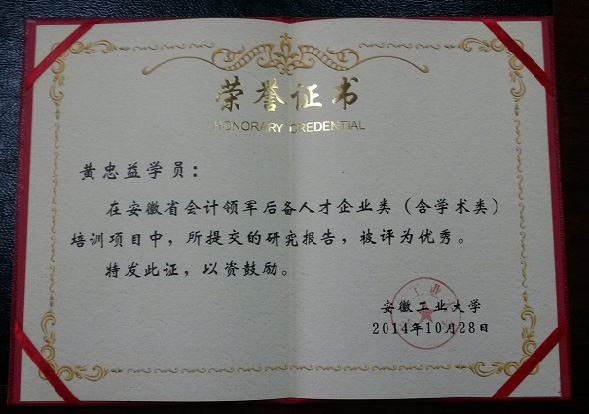 荣誉证书
HONORARY CREDENTIAL
黄忠益学员：
在安徽省会计领军后备人才企业类（含学术类）
培训项目中，所提交的研究报告，被评为优秀。
特发此证，以资鼓励。
安徽工业大学
2014年10月28日